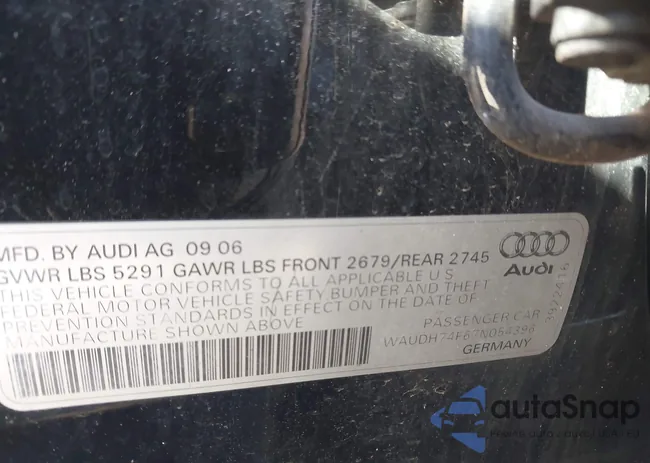 MFD. BY AUDI AG 09 06
GVWR LBS 5291 GAWR LBS FRONT 2679/REAR 2745
THIS VEHICLE CONFORMS TO ALL APPLICABLE U S
FEDERAL MOTOR VEHICLE SAFETY BUMPER AND THEFT
PREVENTION STANDARDS IN EFFECT ON THE DATE OF
MANUFACTURE SHOWN ABOVE
Audi
PASSENGER CAR
WAUDH74F67N054396
GERMANY
3922416
autaSnap